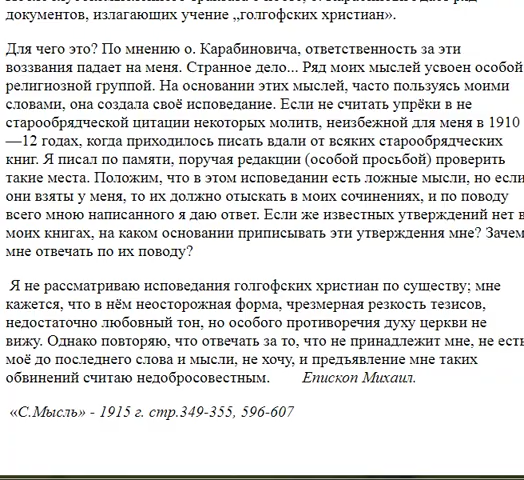 документов, излагающих учение „голгофских христиан».
Для чего это? По мнению о. Карабиновича, ответственность за эти
воззвания падает на меня. Странное дело... Ряд моих мыслей усвоен особой
религиозной группой. На основании этих мыслей, часто пользуясь моими
словами, она создала своё исповедание. Если не считать упрёки в не
старообрядческой цитации некоторых молитв, неизбежной для меня в 1910
—12 годах, когда приходилось писать вдали от всяких старообрядческих
книг. Я писал по памяти, поручая редакции (особой просьбой) проверить
такие места. Положим, что в этом исповедании есть ложные мысли, но если
они взяты у меня, то их должно отыскать в моих сочинениях, и по поводу
всего мною написанного я даю ответ. Если же известных утверждений нет в
моих книгах, на каком основании приписывать эти утверждения мне? Зачем
мне отвечать по их поводу?
Я не рассматриваю исповедания голгофских христиан по существу; мне
кажется, что в нём неосторожная форма, чрезмерная резкость тезисов,
недостаточно любовный тон, но особого противоречия духу церкви не
вижу. Однако повторяю, что отвечать за то, что не принадлежит мне, не есть
моё до последнего слова и мысли, не хочу, и предъявление мне таких
обвинений считаю недобросовестным. Епископ Михаил.
«С.Мысль» - 1915 г. стр.349-355, 596-607